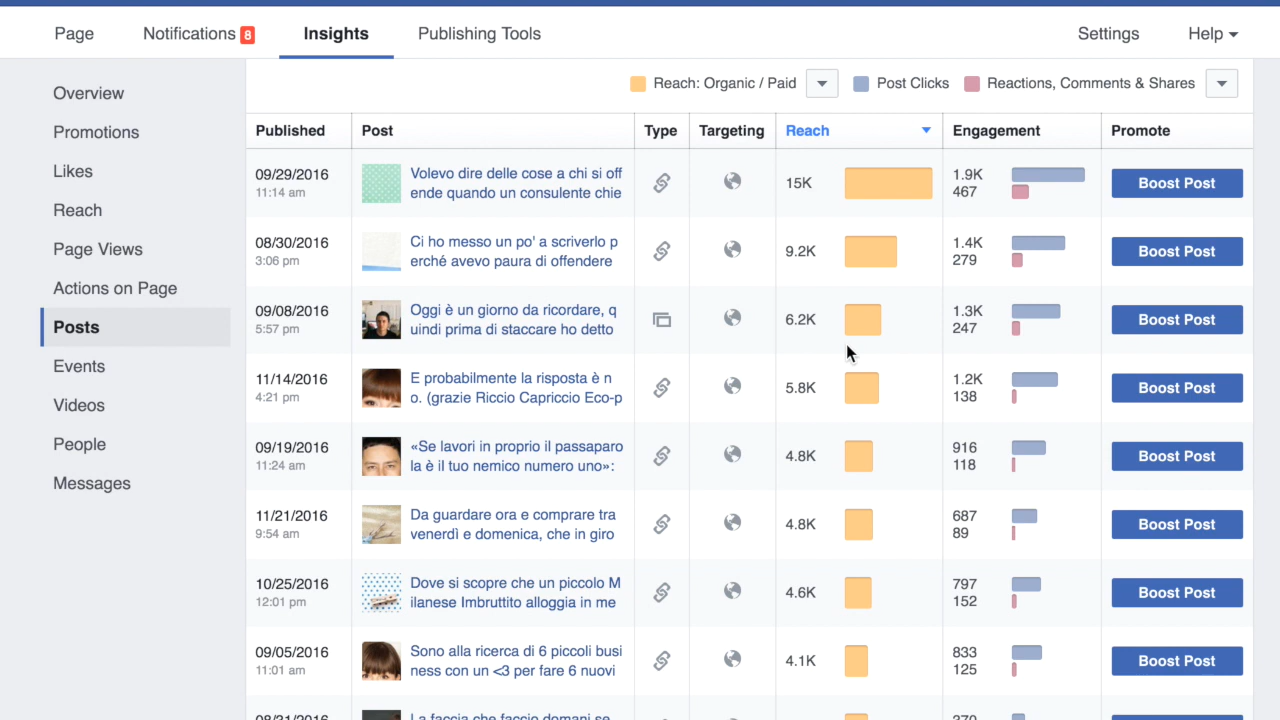 Page Notifications 8 Insights Publishing Tools Settings Help
Overview
Promotions
Likes
Reach
Page Views
Actions on Page
Posts
Events
Videos
People
Messages
Reach: Organic / Paid Post Clicks Reactions, Comments & Shares
Published Post Type Targeting Reach Engagement Promote
09/29/2016 Volevo dire delle cose a chi si off 15K 1.9K Boost Post
11:14 am ende quando un consulente chie 467
08/30/2016 Ci ho messo un po' a scriverlo p 9.2K 1.4K Boost Post
3:06 pm erché avevo paura di offendere 279
09/08/2016 Oggi è un giorno da ricordare, q 6.2K 1.3K Boost Post
5:57 pm uindi prima di staccare ho detto 247
11/14/2016 E probabilmente la risposta è n 5.8K 1.2K Boost Post
4:21 pm o. (grazie Riccio Capriccio Eco-p 138
09/19/2016 «Se lavori in proprio il passaparo 4.8K 916 Boost Post
11:24 am la è il tuo nemico numero uno»: 118
11/21/2016 Da guardare ora e comprare tra 4.8K 687 Boost Post
9:54 am venerdì e domenica, che in giro 89
10/25/2016 Dove si scopre che un piccolo M 4.6K 797 Boost Post
12:01 pm ilanese Imbruttito alloggia in me 152
09/05/2016 Sono alla ricerca di 6 piccoli busi 4.1K 833 Boost Post
11:01 am ness con un <3 per fare 6 nuovi 125
08/31/2016 La faccia che faccio domani se 370